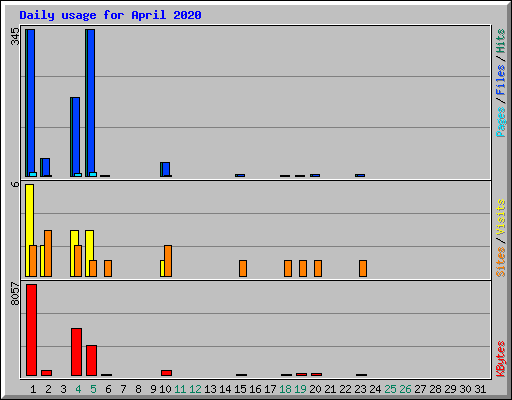 Daily usage for April 2020
345
6
8057
Pages / Files / Hits
Sites / Visits
KBytes
1 2 3 4 5 6 7 8 9 10 11 12 13 14 15 16 17 18 19 20 21 22 23 24 25 26 27 28 29 30 31